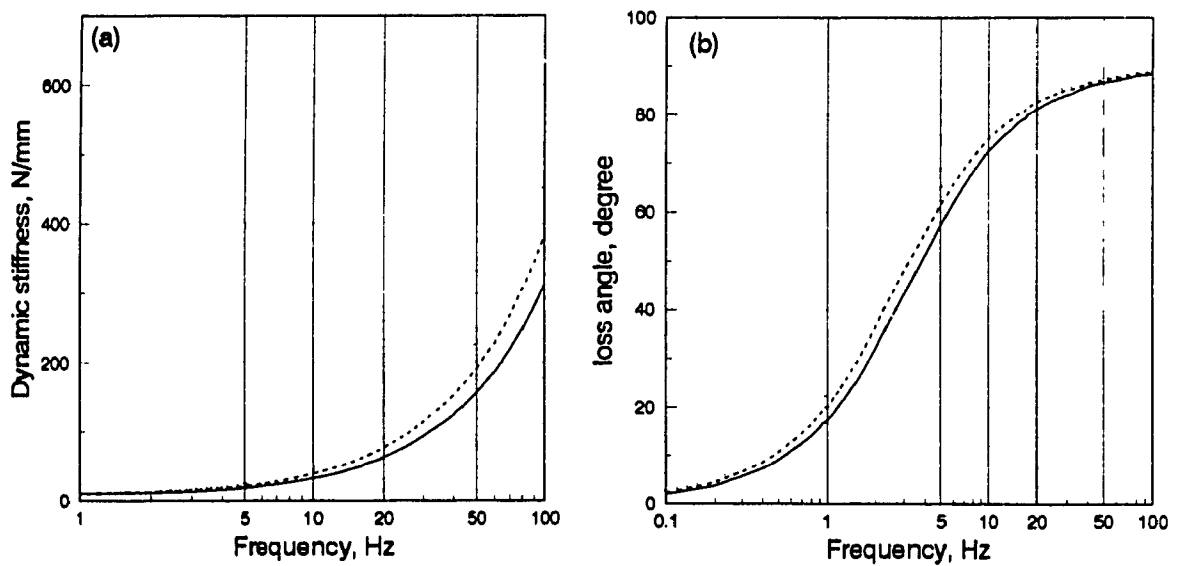 (a)
Dynamic stiffness, N/mm
600
400
200
0
1 5 10 20 50 100
Frequency, Hz
(b)
loss angle, degree
100
80
60
40
20
0
0.1 1 5 10 20 50 100
Frequency, Hz